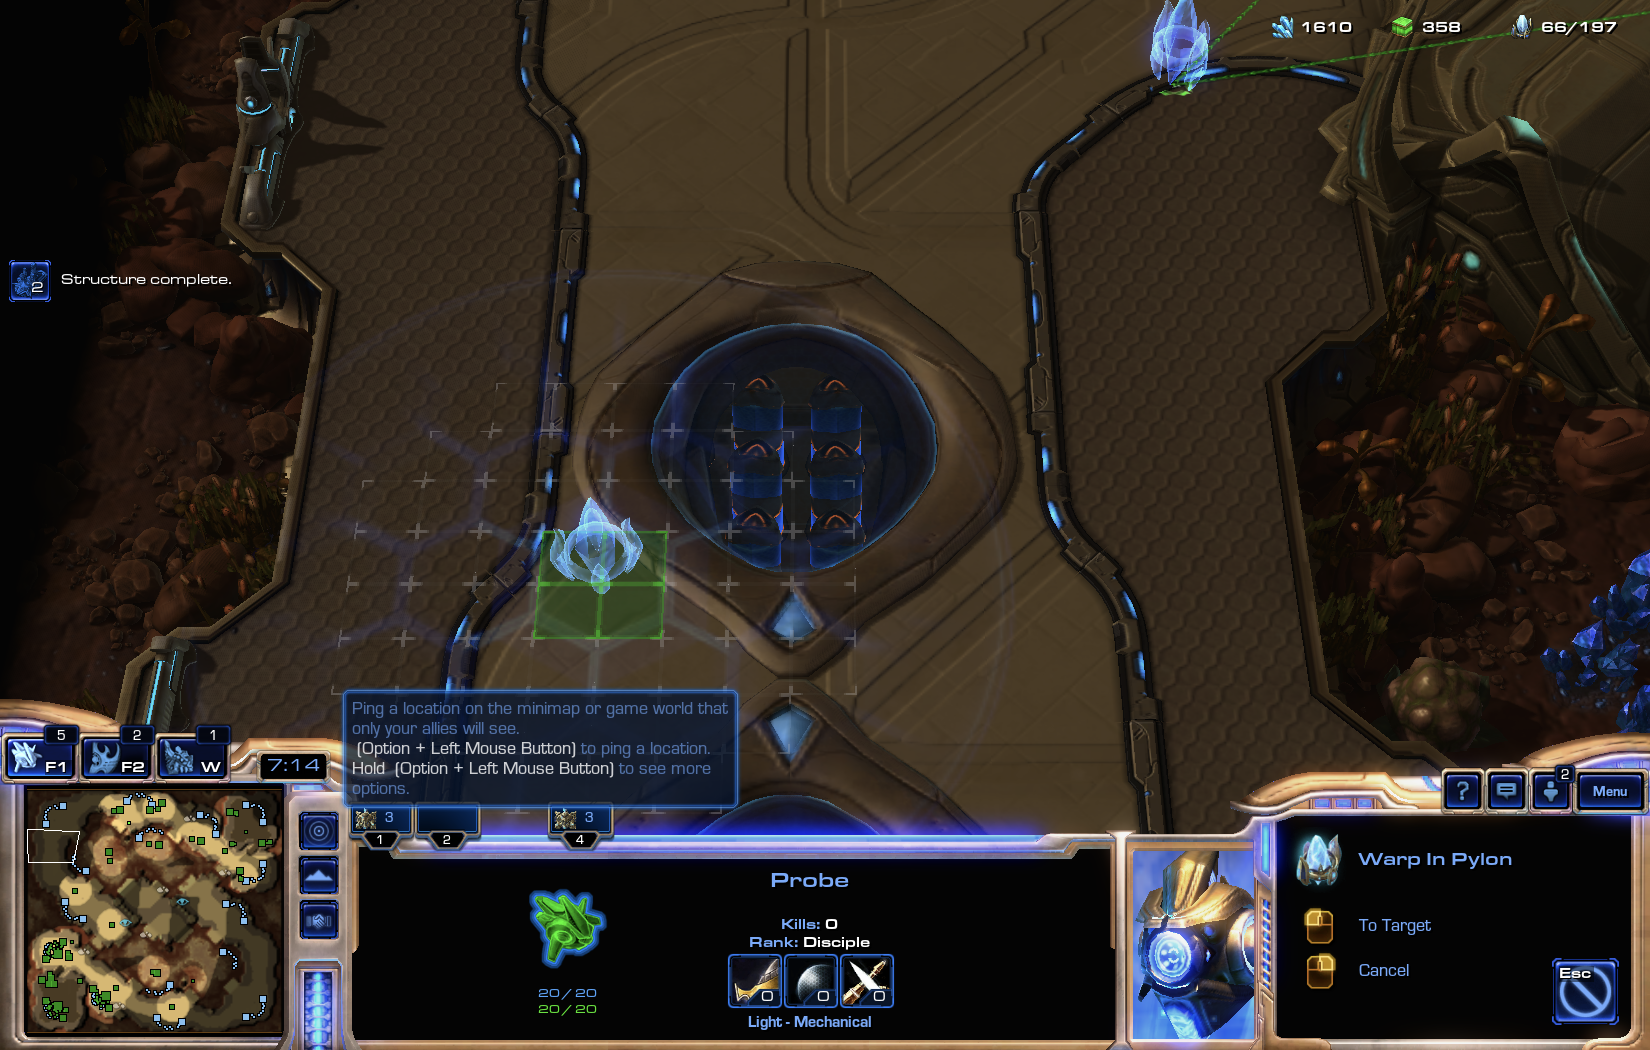 1610
358
66/197
2
Structure complete.
Ping a location on the minimap or game world that
only your allies will see.
(Option + Left Mouse Button) to ping a location.
Hold (Option + Left Mouse Button) to see more
options.
5
F1
2
F2
1
W
7:14
3
1
2
3
4
?
2
Menu
Probe
Kills: 0
Rank: Disciple
0
0
0
Light - Mechanical
20/20
20/20
Warp In Pylon
To Target
Cancel
Esc